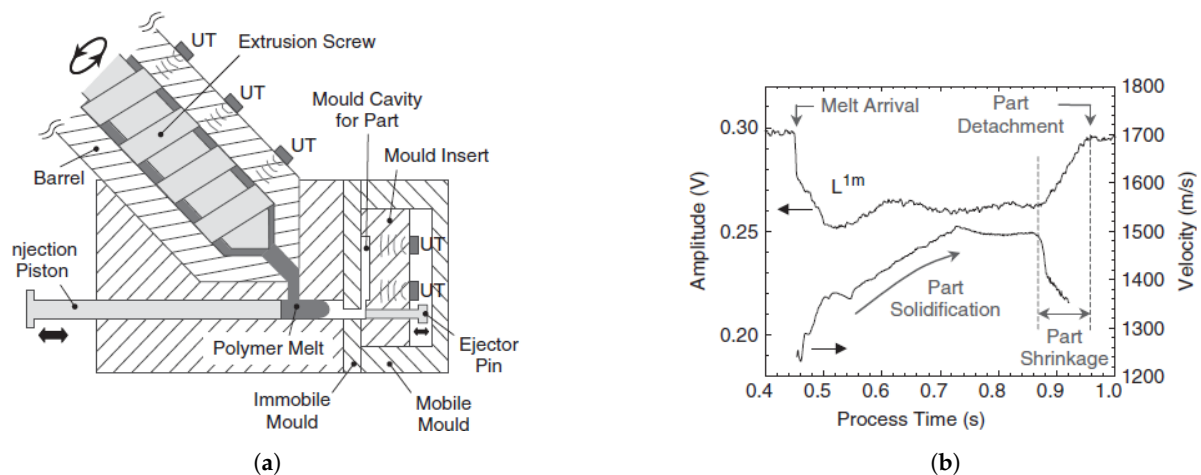 UT
Extrusion Screw
UT
Mould Cavity
for Part
UT
Mould Insert
Barrel
UT
njection
Piston
UT
Polymer Melt
Ejector
Pin
Immobile
Mould
Mobile
Mould
(a)
Melt Arrival
Part
Detachment
L1m
Part
Solidification
Part
Shrinkage
Amplitude (V)
0.30
0.25
0.20
Velocity (m/s)
1800
1700
1600
1500
1400
1300
1200
0.4 0.5 0.6 0.7 0.8 0.9 1.0
Process Time (s)
(b)